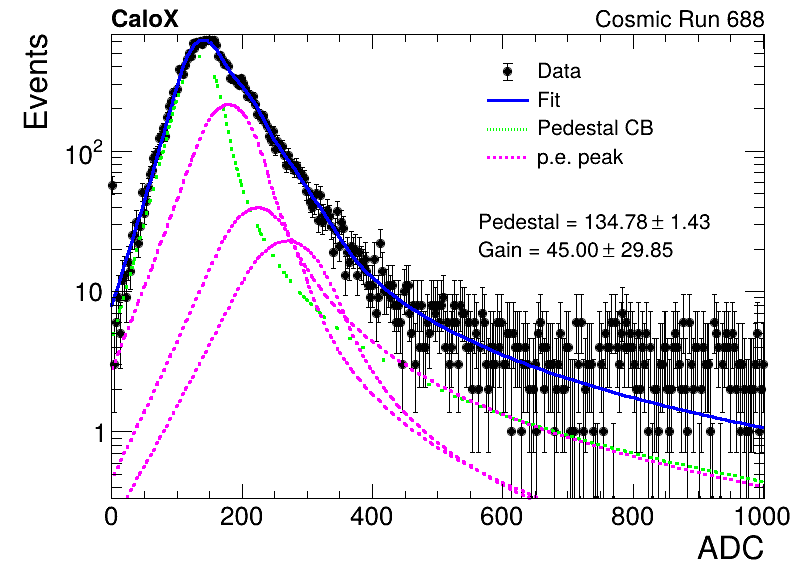 CaloX Cosmic Run 688
Events
Data
Fit
Pedestal CB
p.e. peak
Pedestal = 134.78 ± 1.43
Gain = 45.00 ± 29.85
10²
10
1
0 200 400 600 800 1000
ADC